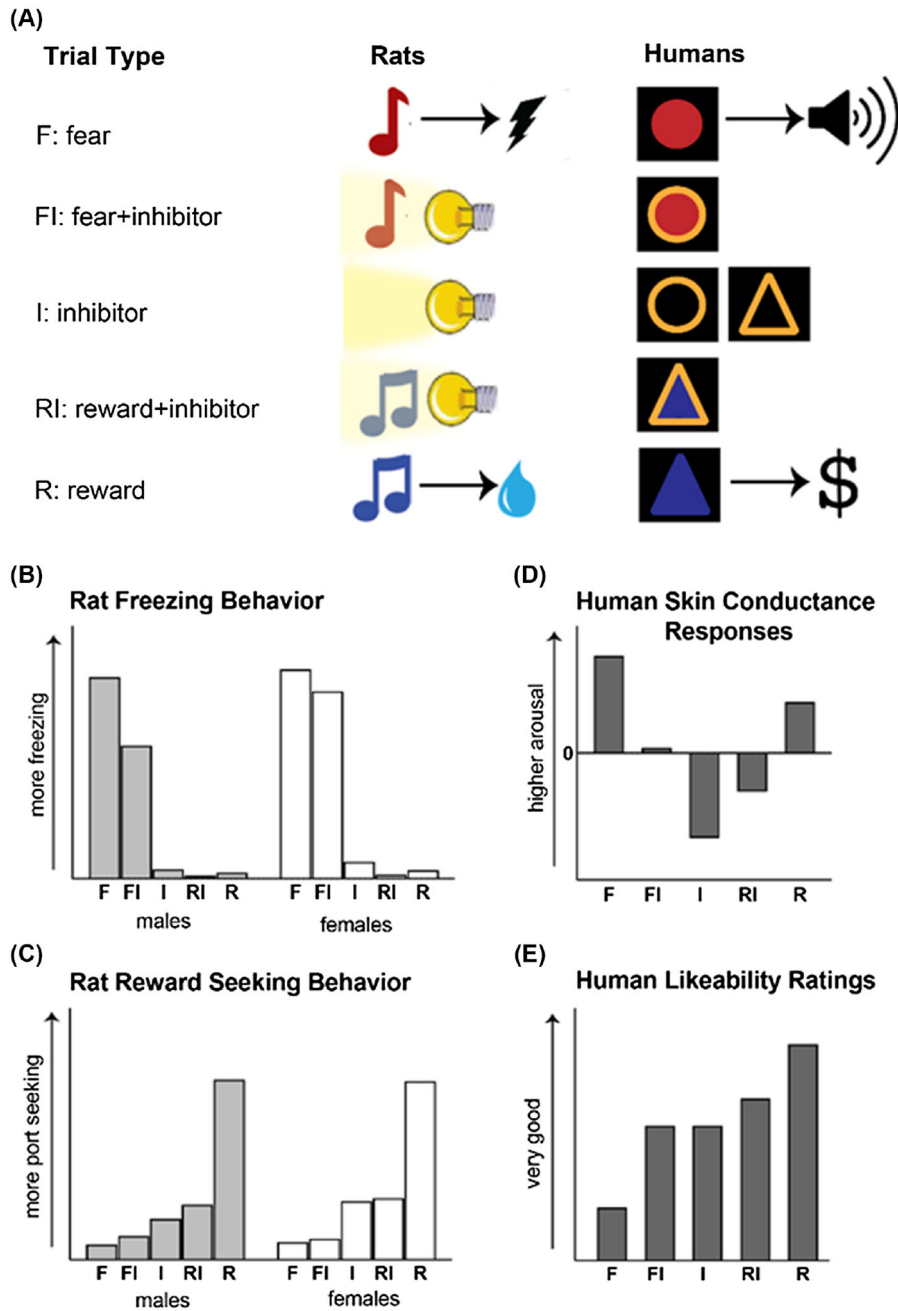 (A)
Trial Type Rats Humans
F: fear
FI: fear+inhibitor
I: inhibitor
RI: reward+inhibitor
R: reward
$
(B)
Rat Freezing Behavior
more freezing
F FI I RI R F FI I RI R
males females
(D)
Human Skin Conductance
Responses
higher arousal
0
F FI I RI R
(C)
Rat Reward Seeking Behavior
more port seeking
F FI I RI R F FI I RI R
males females
(E)
Human Likeability Ratings
very good
F FI I RI R